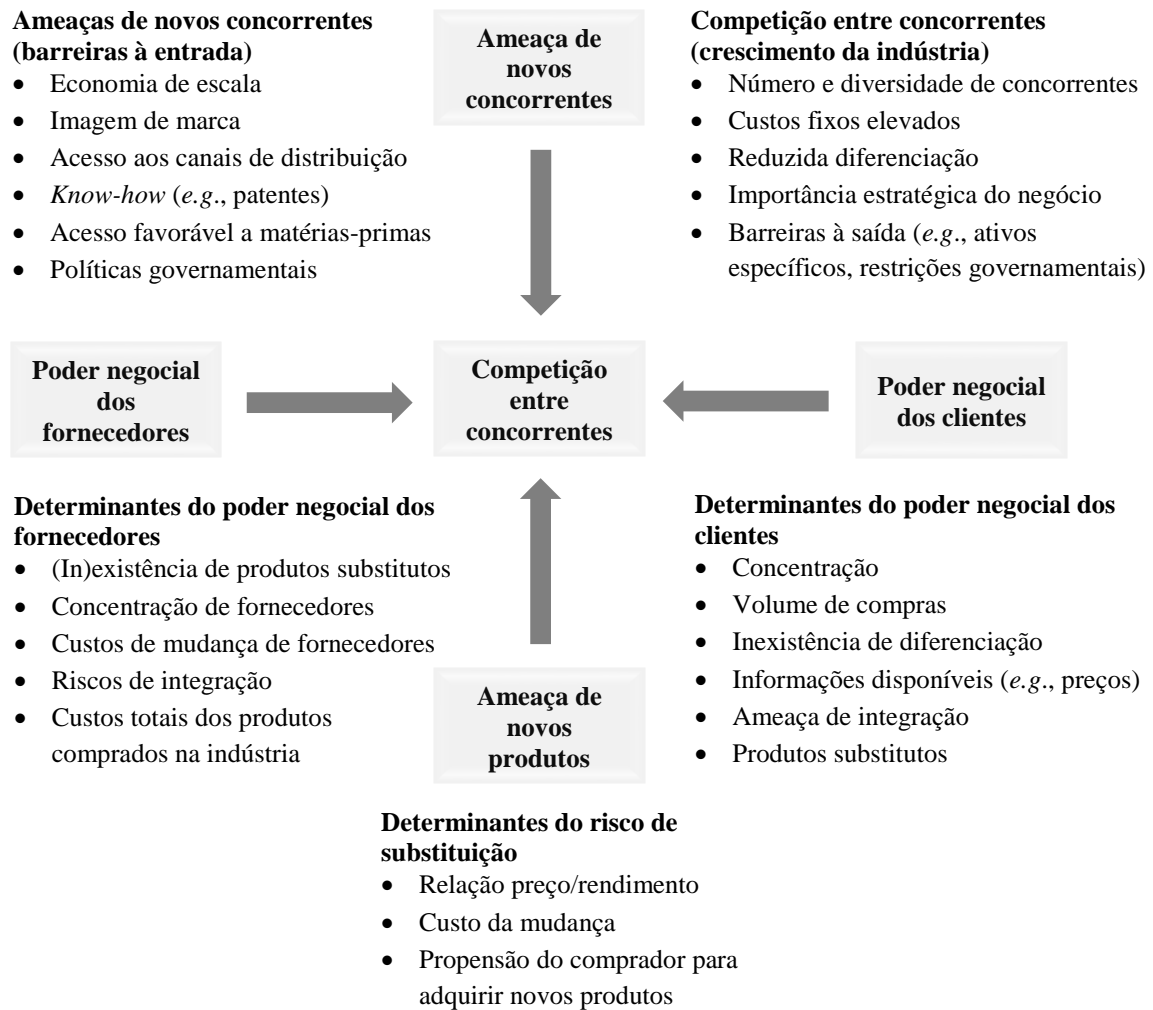 Ameaças de novos concorrentes
(barreiras à entrada)
• Economia de escala
• Imagem de marca
• Acesso aos canais de distribuição
• Know-how (e.g., patentes)
• Acesso favorável a matérias-primas
• Políticas governamentais
Ameaça de
novos
concorrentes
Competição entre concorrentes
(crescimento da indústria)
• Número e diversidade de concorrentes
• Custos fixos elevados
• Reduzida diferenciação
• Importância estratégica do negócio
• Barreiras à saída (e.g., ativos
específicos, restrições governamentais)
Poder negocial
dos
fornecedores
Competição
entre
concorrentes
Poder negocial
dos clientes
Determinantes do poder negocial dos
fornecedores
• (In)existência de produtos substitutos
• Concentração de fornecedores
• Custos de mudança de fornecedores
• Riscos de integração
• Custos totais dos produtos
comprados na indústria
Ameaça de
novos
produtos
Determinantes do poder negocial dos
clientes
• Concentração
• Volume de compras
• Inexistência de diferenciação
• Informações disponíveis (e.g., preços)
• Ameaça de integração
• Produtos substitutos
Determinantes do risco de
substituição
• Relação preço/rendimento
• Custo da mudança
• Propensão do comprador para
adquirir novos produtos